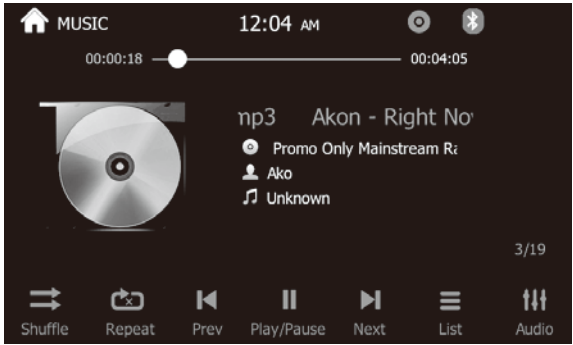 MUSIC 12:04 AM
00:00:18 00:04:05
mp3 Akon - Right No
Promo Only Mainstream Ra
Ako
Unknown
3/19
Shuffle Repeat Prev Play/Pause Next List Audio